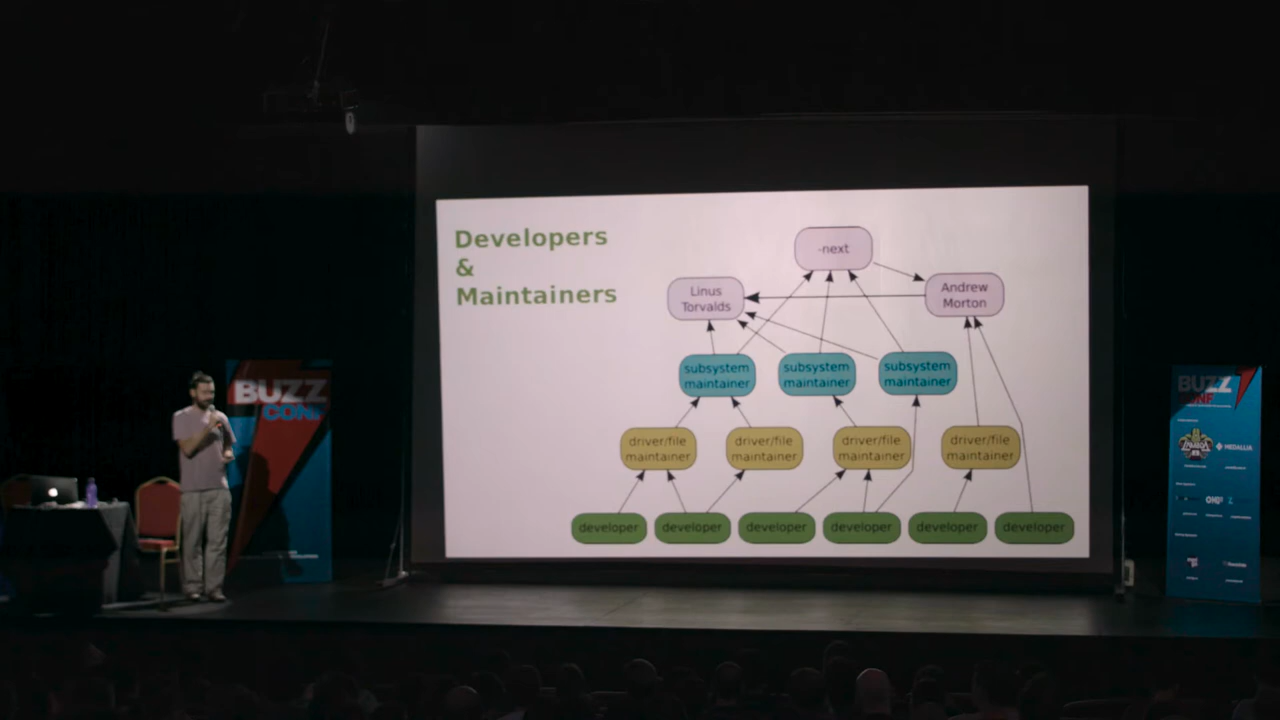 Developers
&
Maintainers
-next
Linus
Torvalds
Andrew
Morton
subsystem
maintainer
subsystem
maintainer
subsystem
maintainer
driver/file
maintainer
driver/file
maintainer
driver/file
maintainer
driver/file
maintainer
developer
developer
developer
developer
developer
developer
BUZZ
CONF
BUZZ
CONF
MEDALLIA